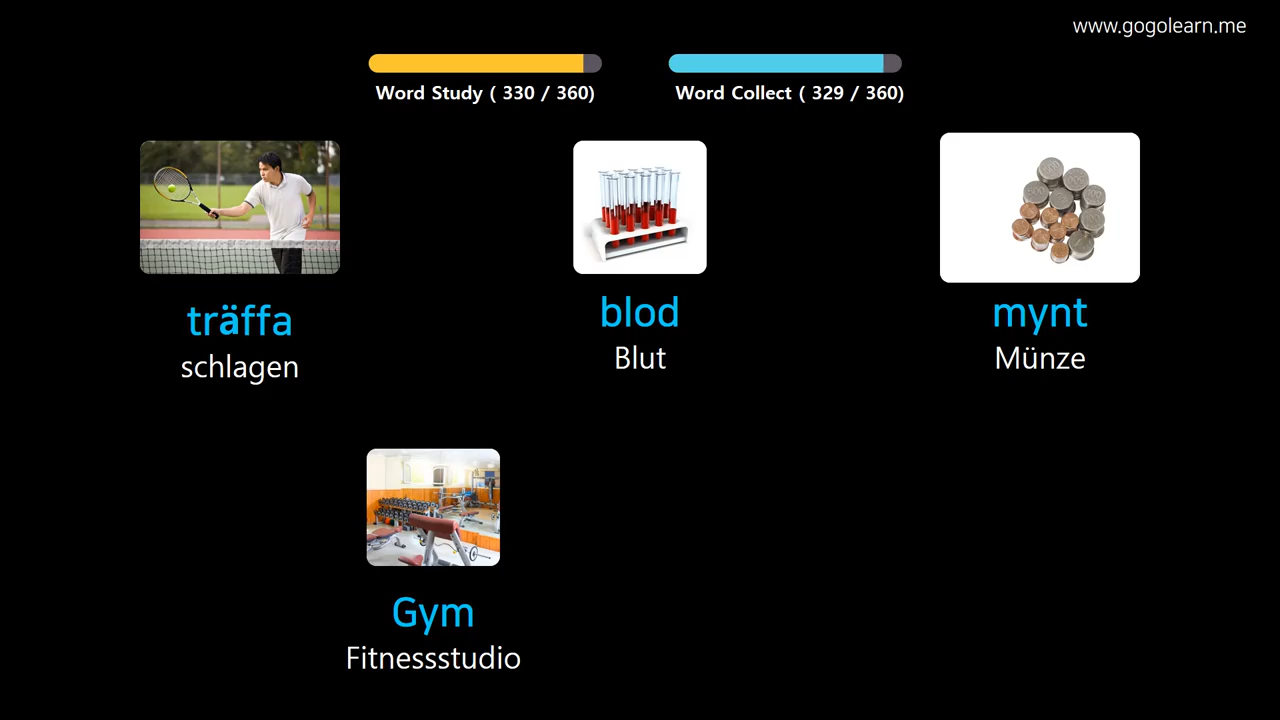 www.gogolearn.me
Word Study ( 330 / 360)
Word Collect ( 329 / 360)
träffa
schlagen
blod
Blut
mynt
Münze
Gym
Fitnessstudio